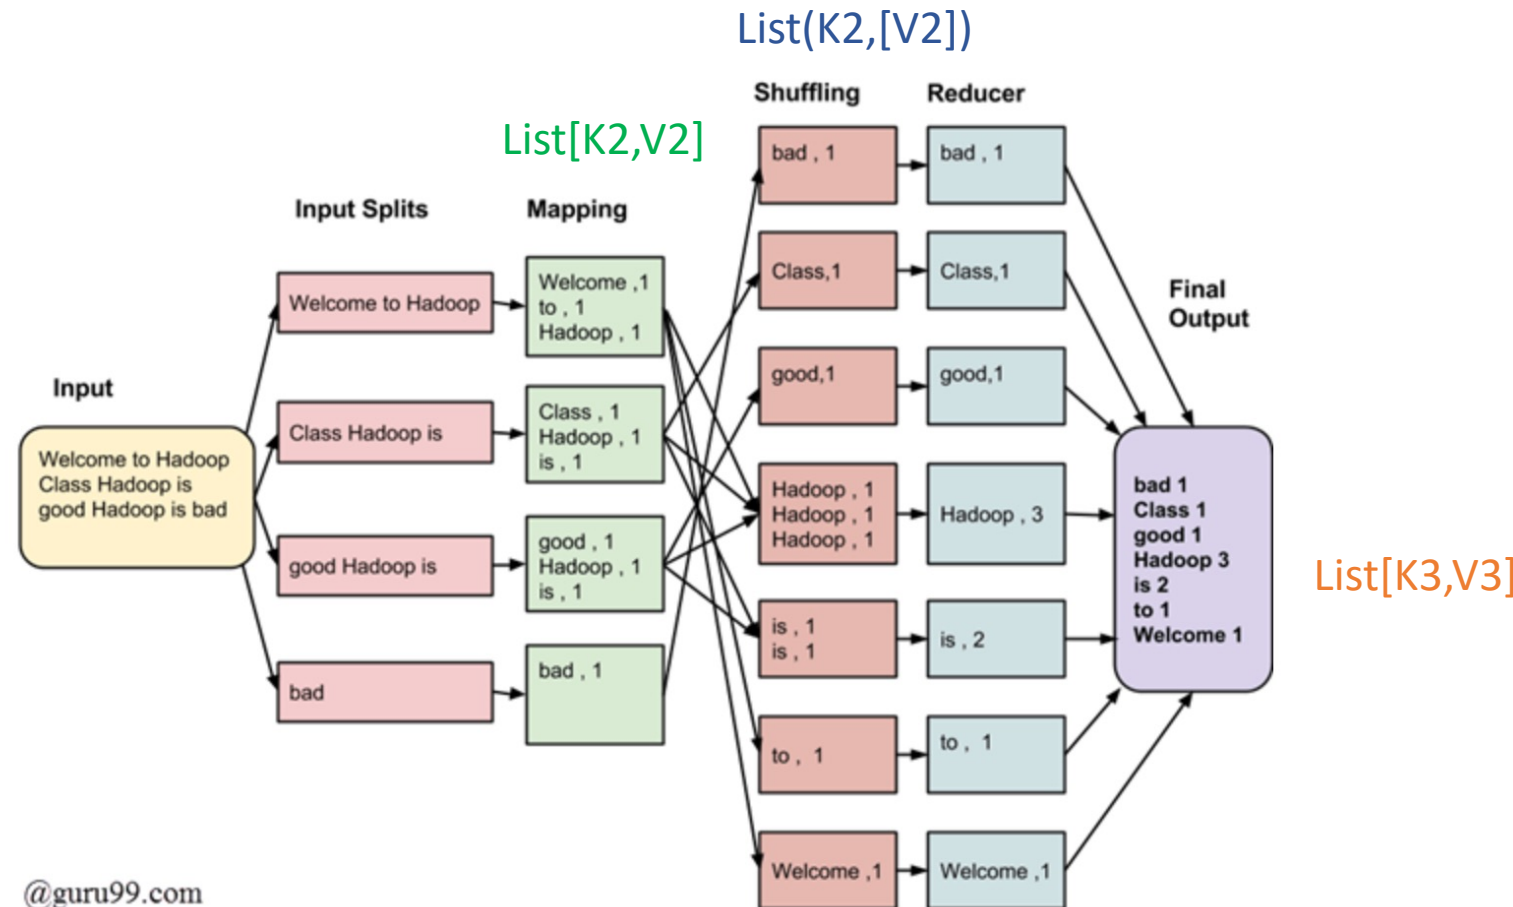 List(K2,[V2])
List[K2,V2]
List[K3,V3]
Input
Welcome to Hadoop
Class Hadoop is
good Hadoop is bad
Input Splits
Welcome to Hadoop
Class Hadoop is
good Hadoop is
bad
Mapping
Welcome ,1
to , 1
Hadoop , 1
Class , 1
Hadoop , 1
is , 1
good , 1
Hadoop , 1
is , 1
bad , 1
Shuffling
bad , 1
Class,1
good,1
Hadoop , 1
Hadoop , 1
Hadoop , 1
is , 1
is , 1
to , 1
Welcome ,1
Reducer
bad , 1
Class,1
good,1
Hadoop , 3
is , 2
to , 1
Welcome ,1
Final
Output
bad 1
Class 1
good 1
Hadoop 3
is 2
to 1
Welcome 1
@guru99.com